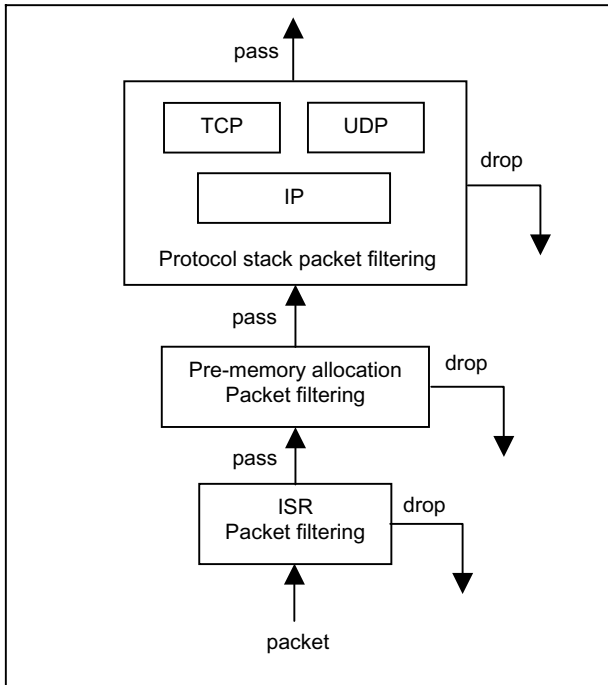 pass
TCP
UDP
drop
IP
Protocol stack packet filtering
pass
Pre-memory allocation
Packet filtering
drop
pass
ISR
Packet filtering
drop
packet